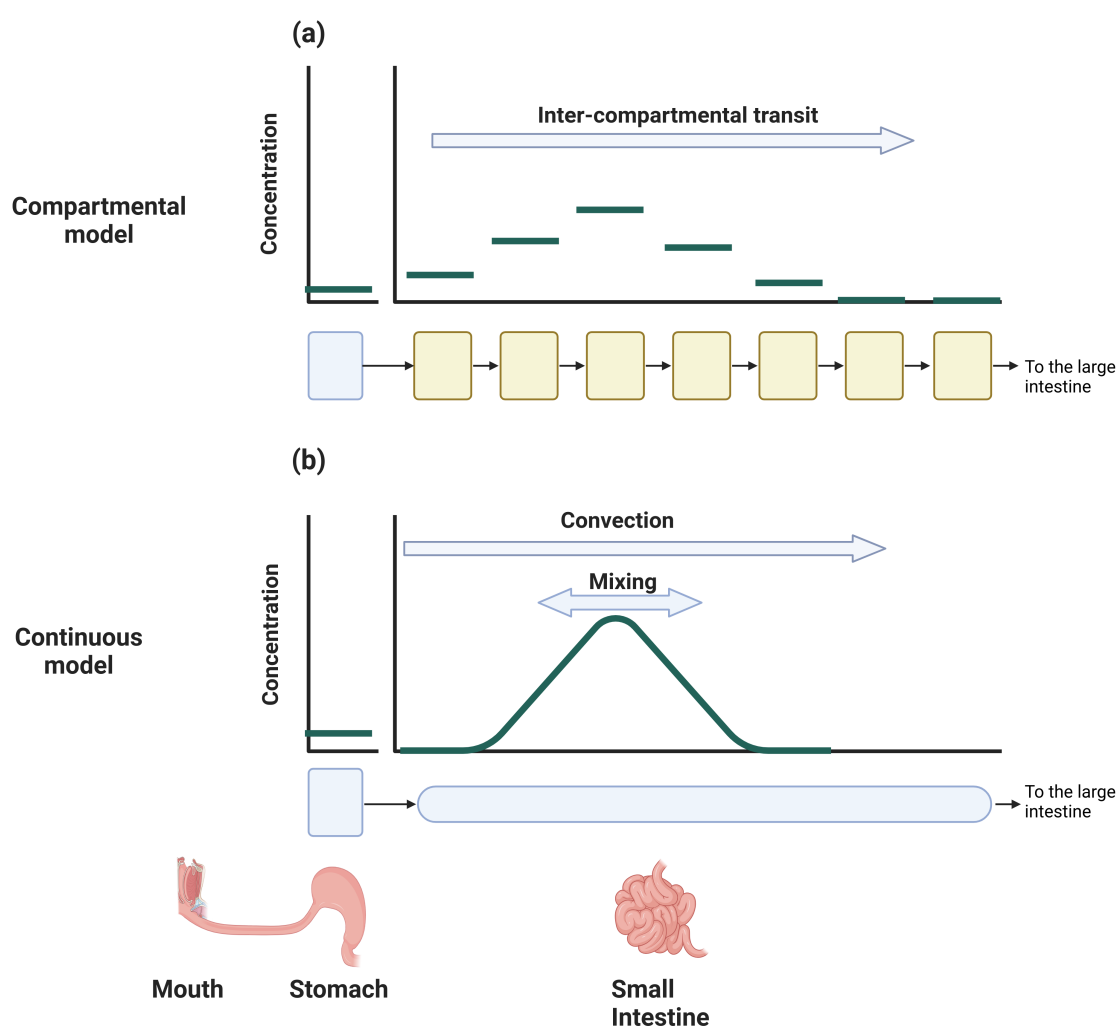 (a)
Inter-compartmental transit
Concentration
Compartmental
model
To the large
intestine
(b)
Convection
Mixing
Concentration
Continuous
model
To the large
intestine
Mouth
Stomach
Small
Intestine